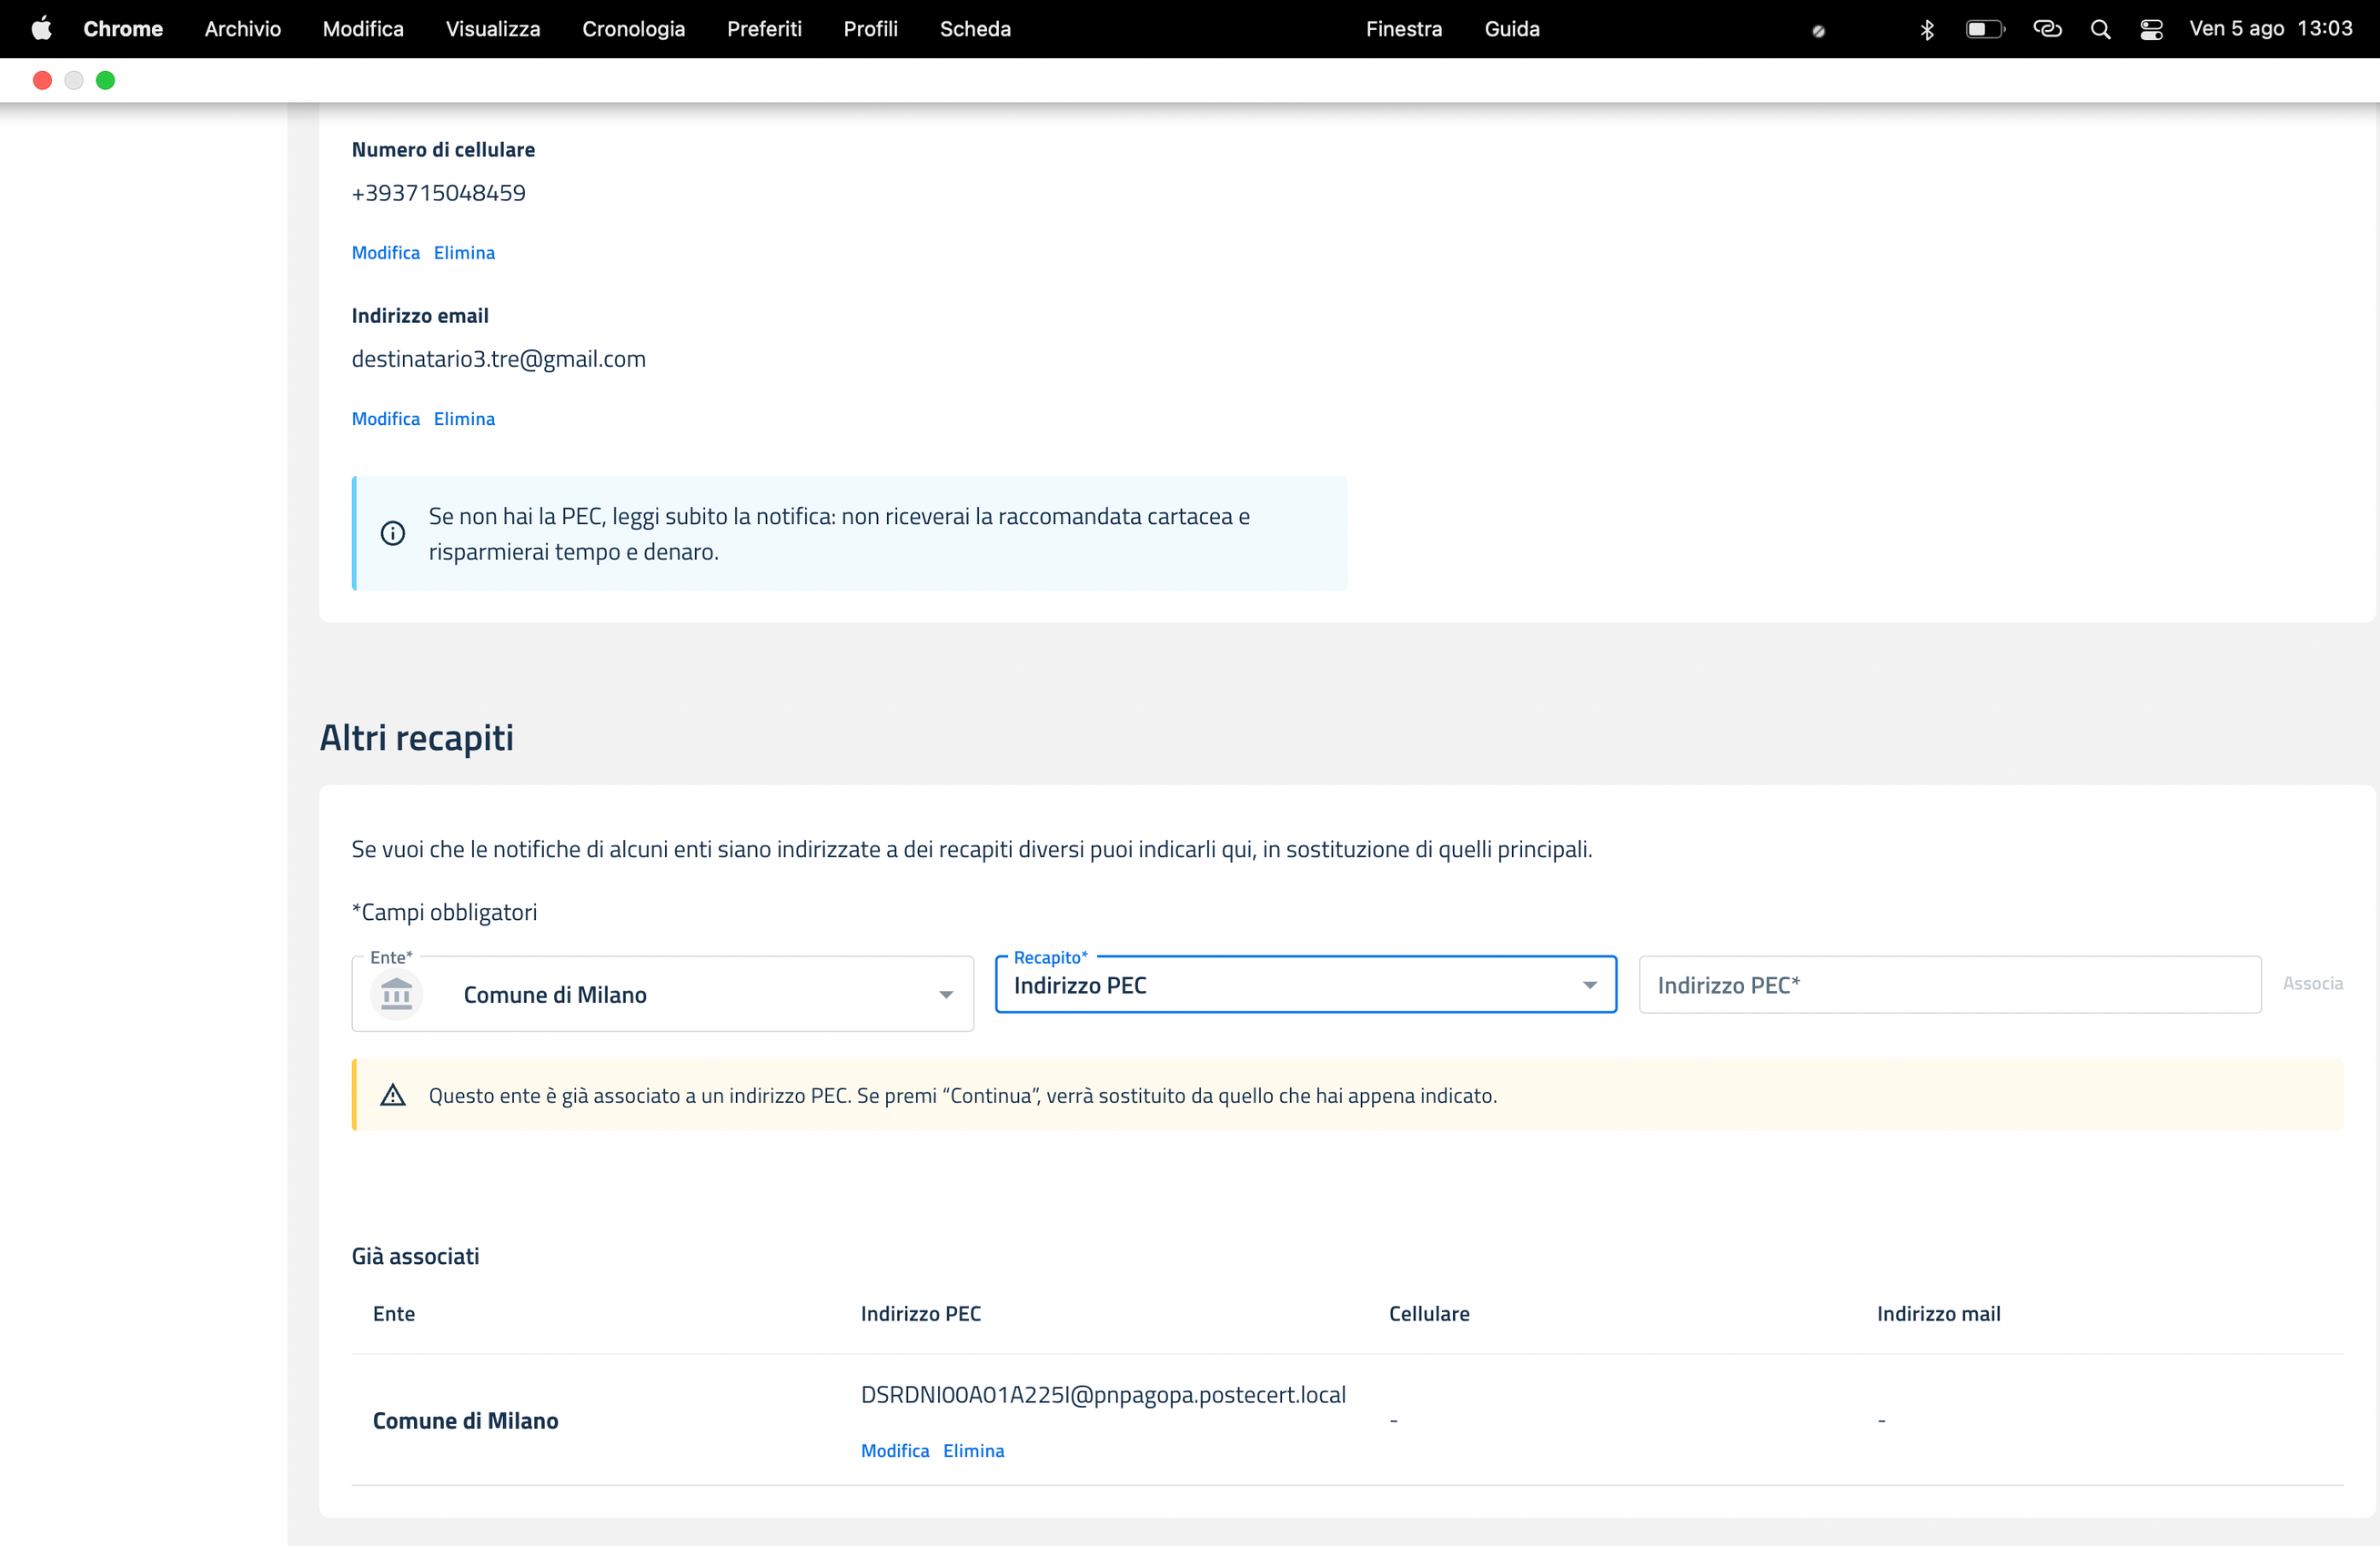 Chrome Archivio Modifica Visualizza Cronologia Preferiti Profili Scheda Finestra Guida Ven 5 ago 13:03
Numero di cellulare
+393715048459
Modifica Elimina
Indirizzo email
destinatario3.tre@gmail.com
Modifica Elimina
Se non hai la PEC, leggi subito la notifica: non riceverai la raccomandata cartacea e
risparmierai tempo e denaro.
Altri recapiti
Se vuoi che le notifiche di alcuni enti siano indirizzate a dei recapiti diversi puoi indicarli qui, in sostituzione di quelli principali.
*Campi obbligatori
Ente* Recapito*
Comune di Milano Indirizzo PEC Indirizzo PEC* Associa
Questo ente è già associato a un indirizzo PEC. Se premi “Continua”, verrà sostituito da quello che hai appena indicato.
Già associati
Ente Indirizzo PEC Cellulare Indirizzo mail
DSRDNI00A01A225I@pnpagopa.postecert.local
Comune di Milano - -
Modifica Elimina